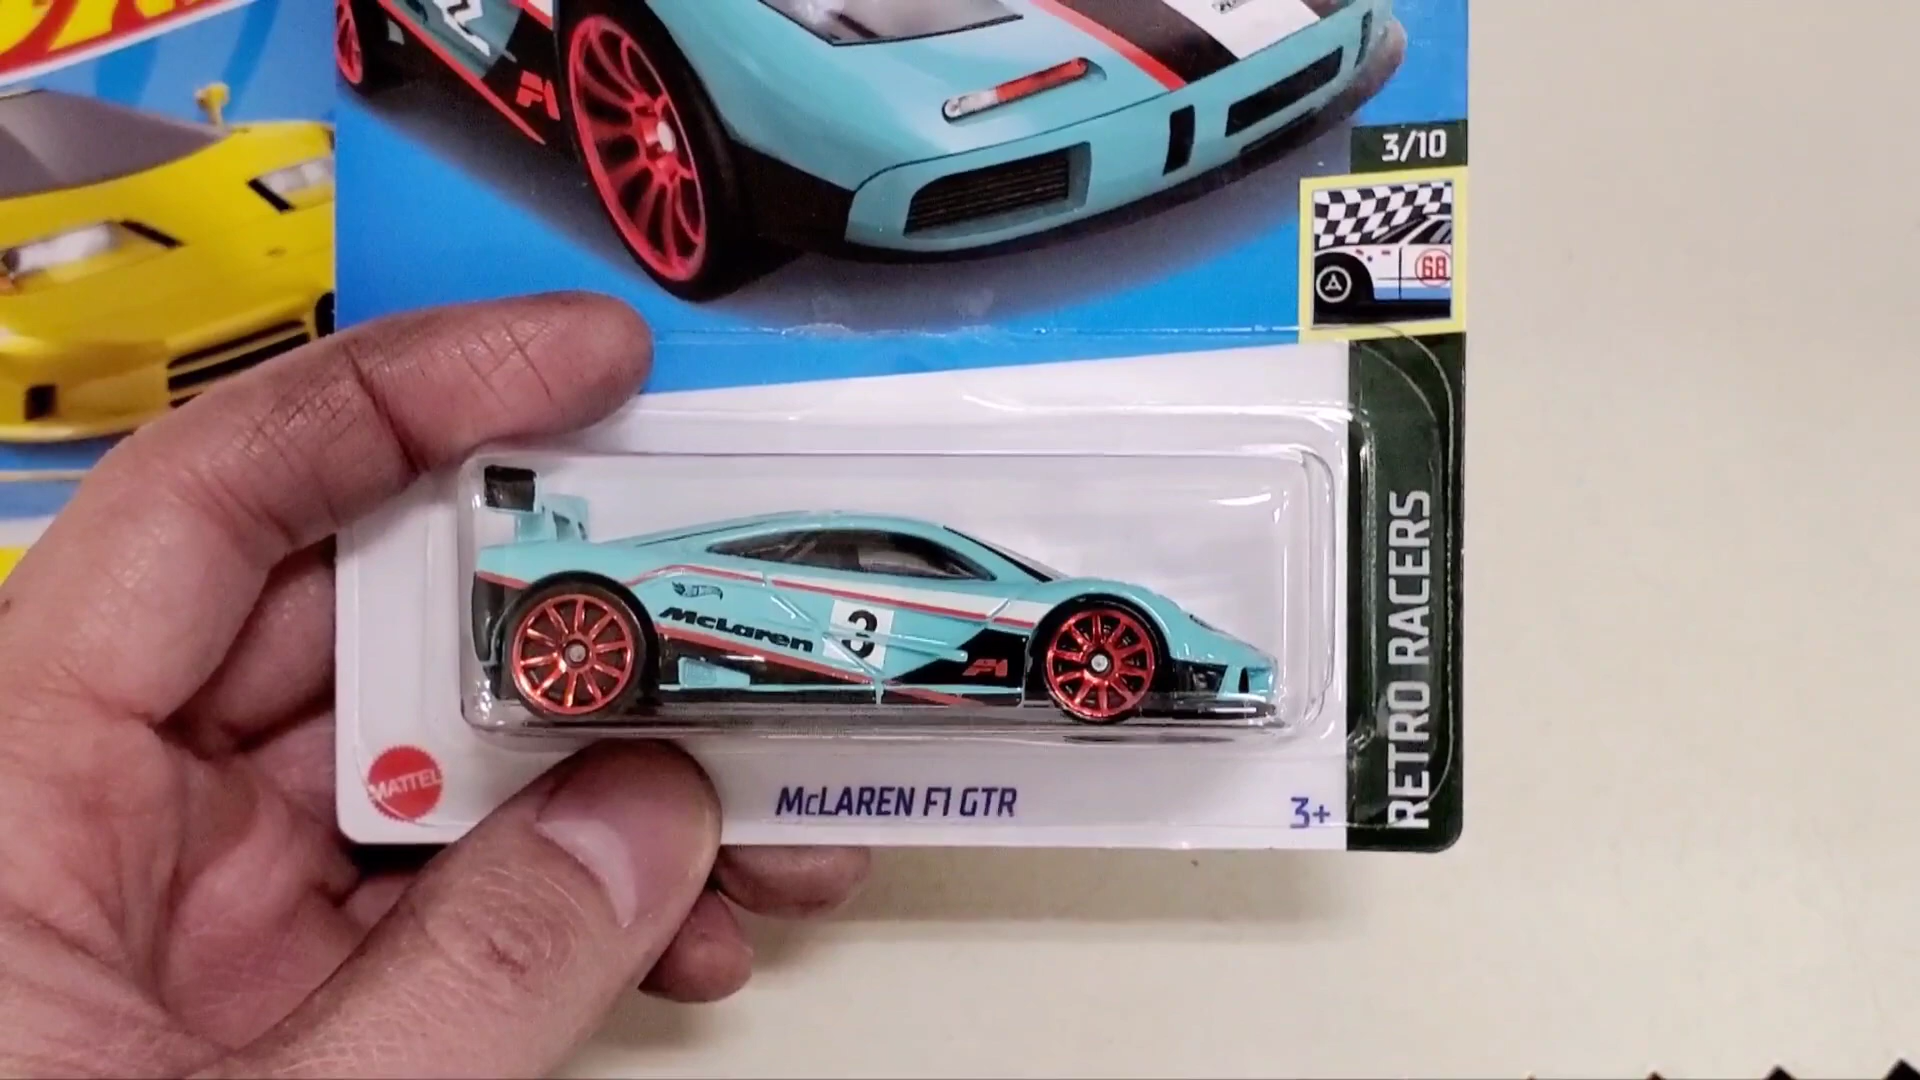 3/10
68
RETRO RACERS
McLaren
3
F1
MATTEL
McLAREN F1 GTR
3+